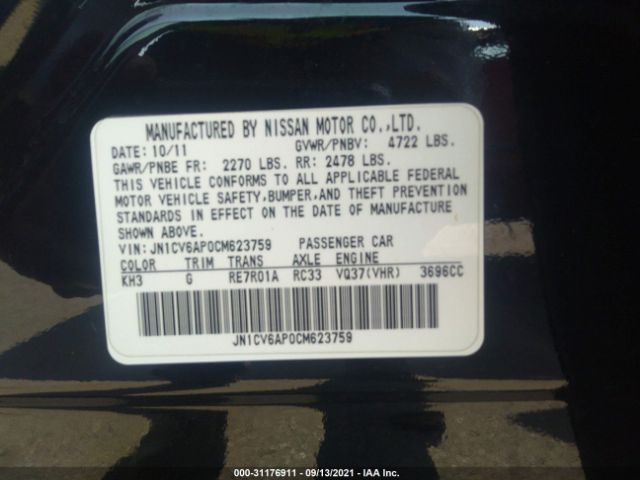 MANUFACTURED BY NISSAN MOTOR CO.,LTD.
DATE: 10/11 GVWR/PNBV: 4722 LBS.
GAWR/PNBE FR: 2270 LBS. RR: 2478 LBS.
THIS VEHICLE CONFORMS TO ALL APPLICABLE FEDERAL
MOTOR VEHICLE SAFETY,BUMPER,AND THEFT PREVENTION
STANDARDS IN EFFECT ON THE DATE OF MANUFACTURE
SHOWN ABOVE.
VIN: JN1CV6AP0CM623759 PASSENGER CAR
COLOR TRIM TRANS AXLE ENGINE
KH3 G RE7R01A RC33 VQ37(VHR) 3696CC
JN1CV6AP0CM623759
000-31176911 - 09/13/2021 - IAA Inc.